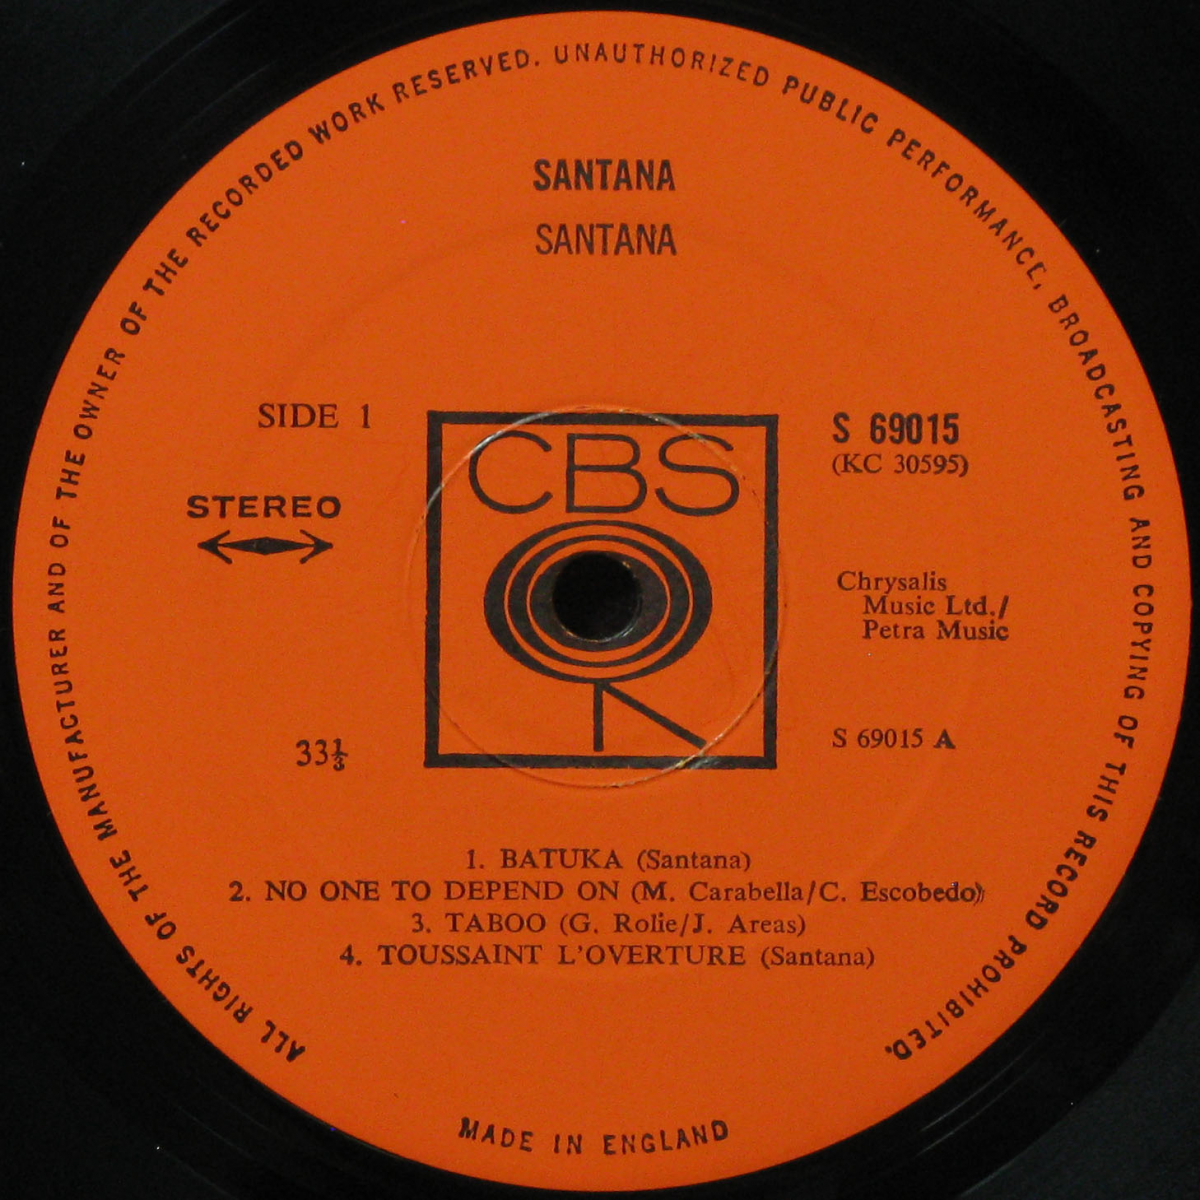 ALL RIGHTS OF THE MANUFACTURER AND OF THE OWNER OF THE RECORDED WORK RESERVED. UNAUTHORIZED PUBLIC PERFORMANCE, BROADCASTING AND COPYING OF THIS RECORD PROHIBITED.
SANTANA
SANTANA
SIDE 1
STEREO
33⅓
CBS
S 69015
(KC 30595)
Chrysalis
Music Ltd./
Petra Music
S 69015 A
1. BATUKA (Santana)
2. NO ONE TO DEPEND ON (M. Carabella/C. Escobedo)
3. TABOO (G. Rolie/J. Areas)
4. TOUSSAINT L'OVERTURE (Santana)
MADE IN ENGLAND